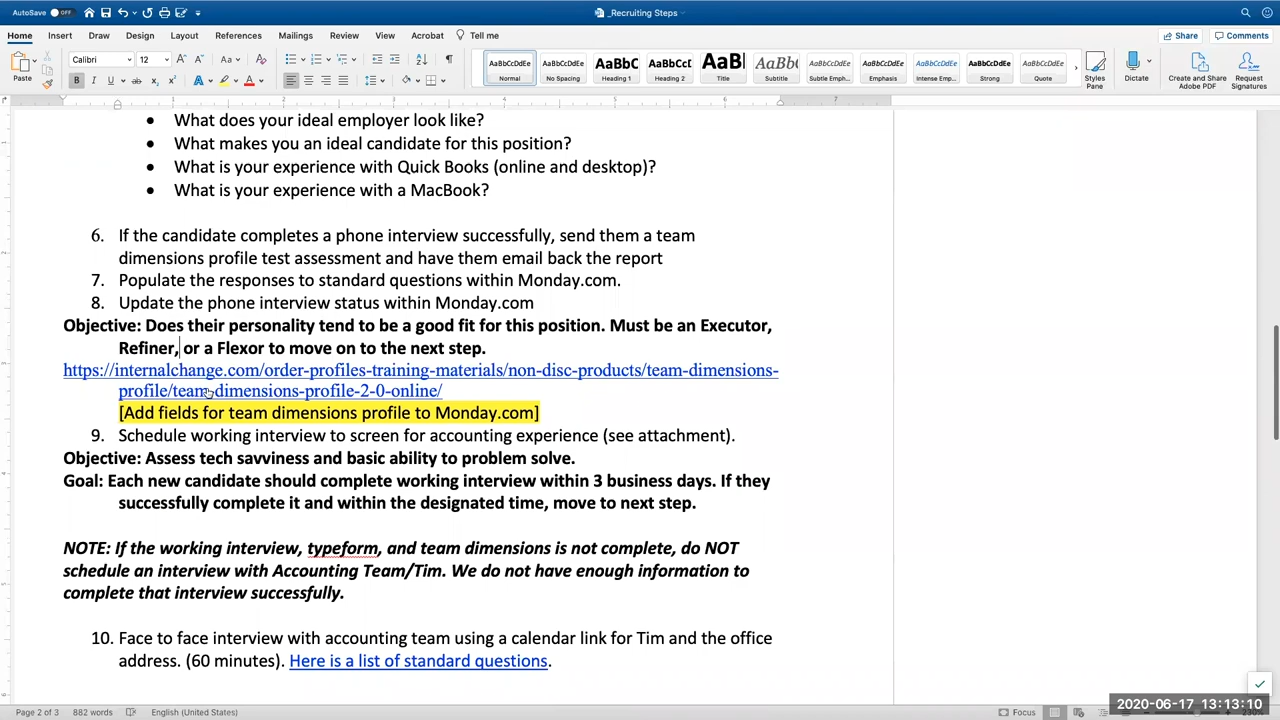 AutoSave OFF
_Recruiting Steps
Home Insert Draw Design Layout References Mailings Review View Acrobat Tell me
Share Comments
Paste
Calibri 12
AaBbCcDdEe AaBbCcDdEe AaBbC AaBbCcC AaBb AaBbC AaBbCcDdEe AaBbCcDdEe AaBbCcDdEe AaBbCcDdEe AaBbCcDdEe
Normal No Spacing Heading 1 Heading 2 Title Subtitle Subtle Emph... Emphasis Intense Emp... Strong Quote
Styles Pane
Dictate
Create and Share Adobe PDF
Request Signatures
• What does your ideal employer look like?
• What makes you an ideal candidate for this position?
• What is your experience with Quick Books (online and desktop)?
• What is your experience with a MacBook?
6. If the candidate completes a phone interview successfully, send them a team
dimensions profile test assessment and have them email back the report
7. Populate the responses to standard questions within Monday.com.
8. Update the phone interview status within Monday.com
Objective: Does their personality tend to be a good fit for this position. Must be an Executor,
Refiner, or a Flexor to move on to the next step.
https://internalchange.com/order-profiles-training-materials/non-disc-products/team-dimensions-
profile/team-dimensions-profile-2-0-online/
[Add fields for team dimensions profile to Monday.com]
9. Schedule working interview to screen for accounting experience (see attachment).
Objective: Assess tech savviness and basic ability to problem solve.
Goal: Each new candidate should complete working interview within 3 business days. If they
successfully complete it and within the designated time, move to next step.
NOTE: If the working interview, typeform, and team dimensions is not complete, do NOT
schedule an interview with Accounting Team/Tim. We do not have enough information to
complete that interview successfully.
10. Face to face interview with accounting team using a calendar link for Tim and the office
address. (60 minutes). Here is a list of standard questions.
Page 2 of 3 882 words English (United States)
Focus
2020-06-17 13:13:10